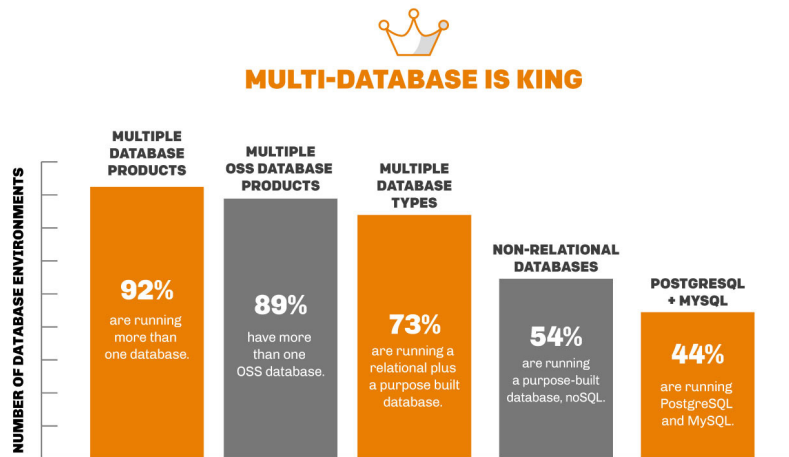 MULTI-DATABASE IS KING
NUMBER OF DATABASE ENVIRONMENTS
MULTIPLE
DATABASE
PRODUCTS
92%
are running
more than
one database.
MULTIPLE
OSS DATABASE
PRODUCTS
89%
have more
than one
OSS database.
MULTIPLE
DATABASE
TYPES
73%
are running a
relational plus
a purpose built
database.
NON-RELATIONAL
DATABASES
54%
are running
a purpose-built
database, noSQL.
POSTGRESQL
+ MYSQL
44%
are running
PostgreSQL
and MySQL.